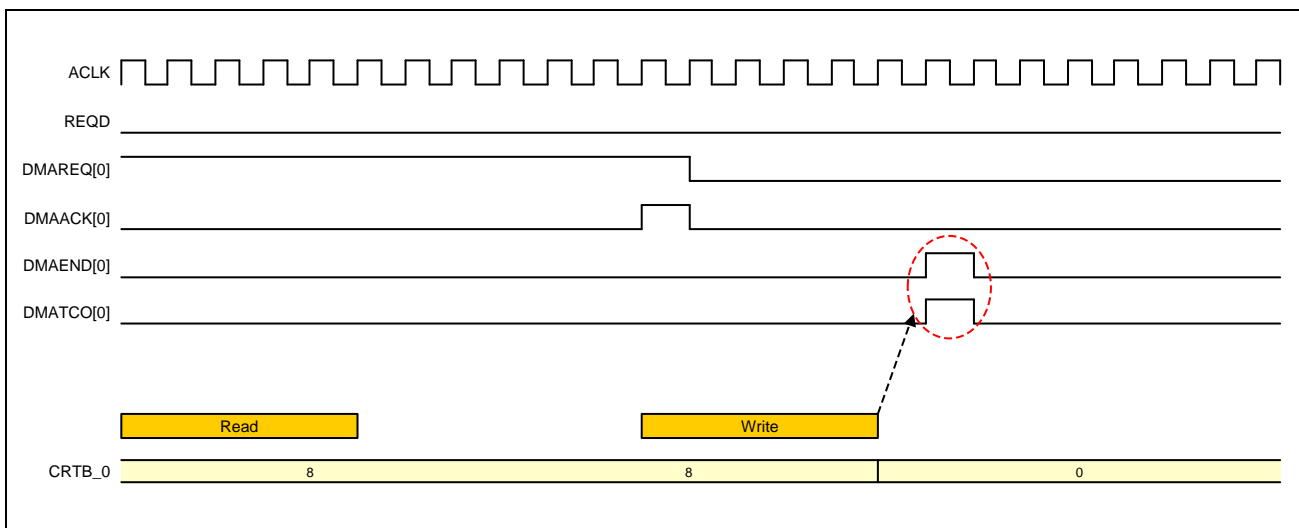 ACLK
REQD
DMAREQ[0]
DMAACK[0]
DMAEND[0]
DMATCO[0]
Read Write
CRTB_0 8 8 0